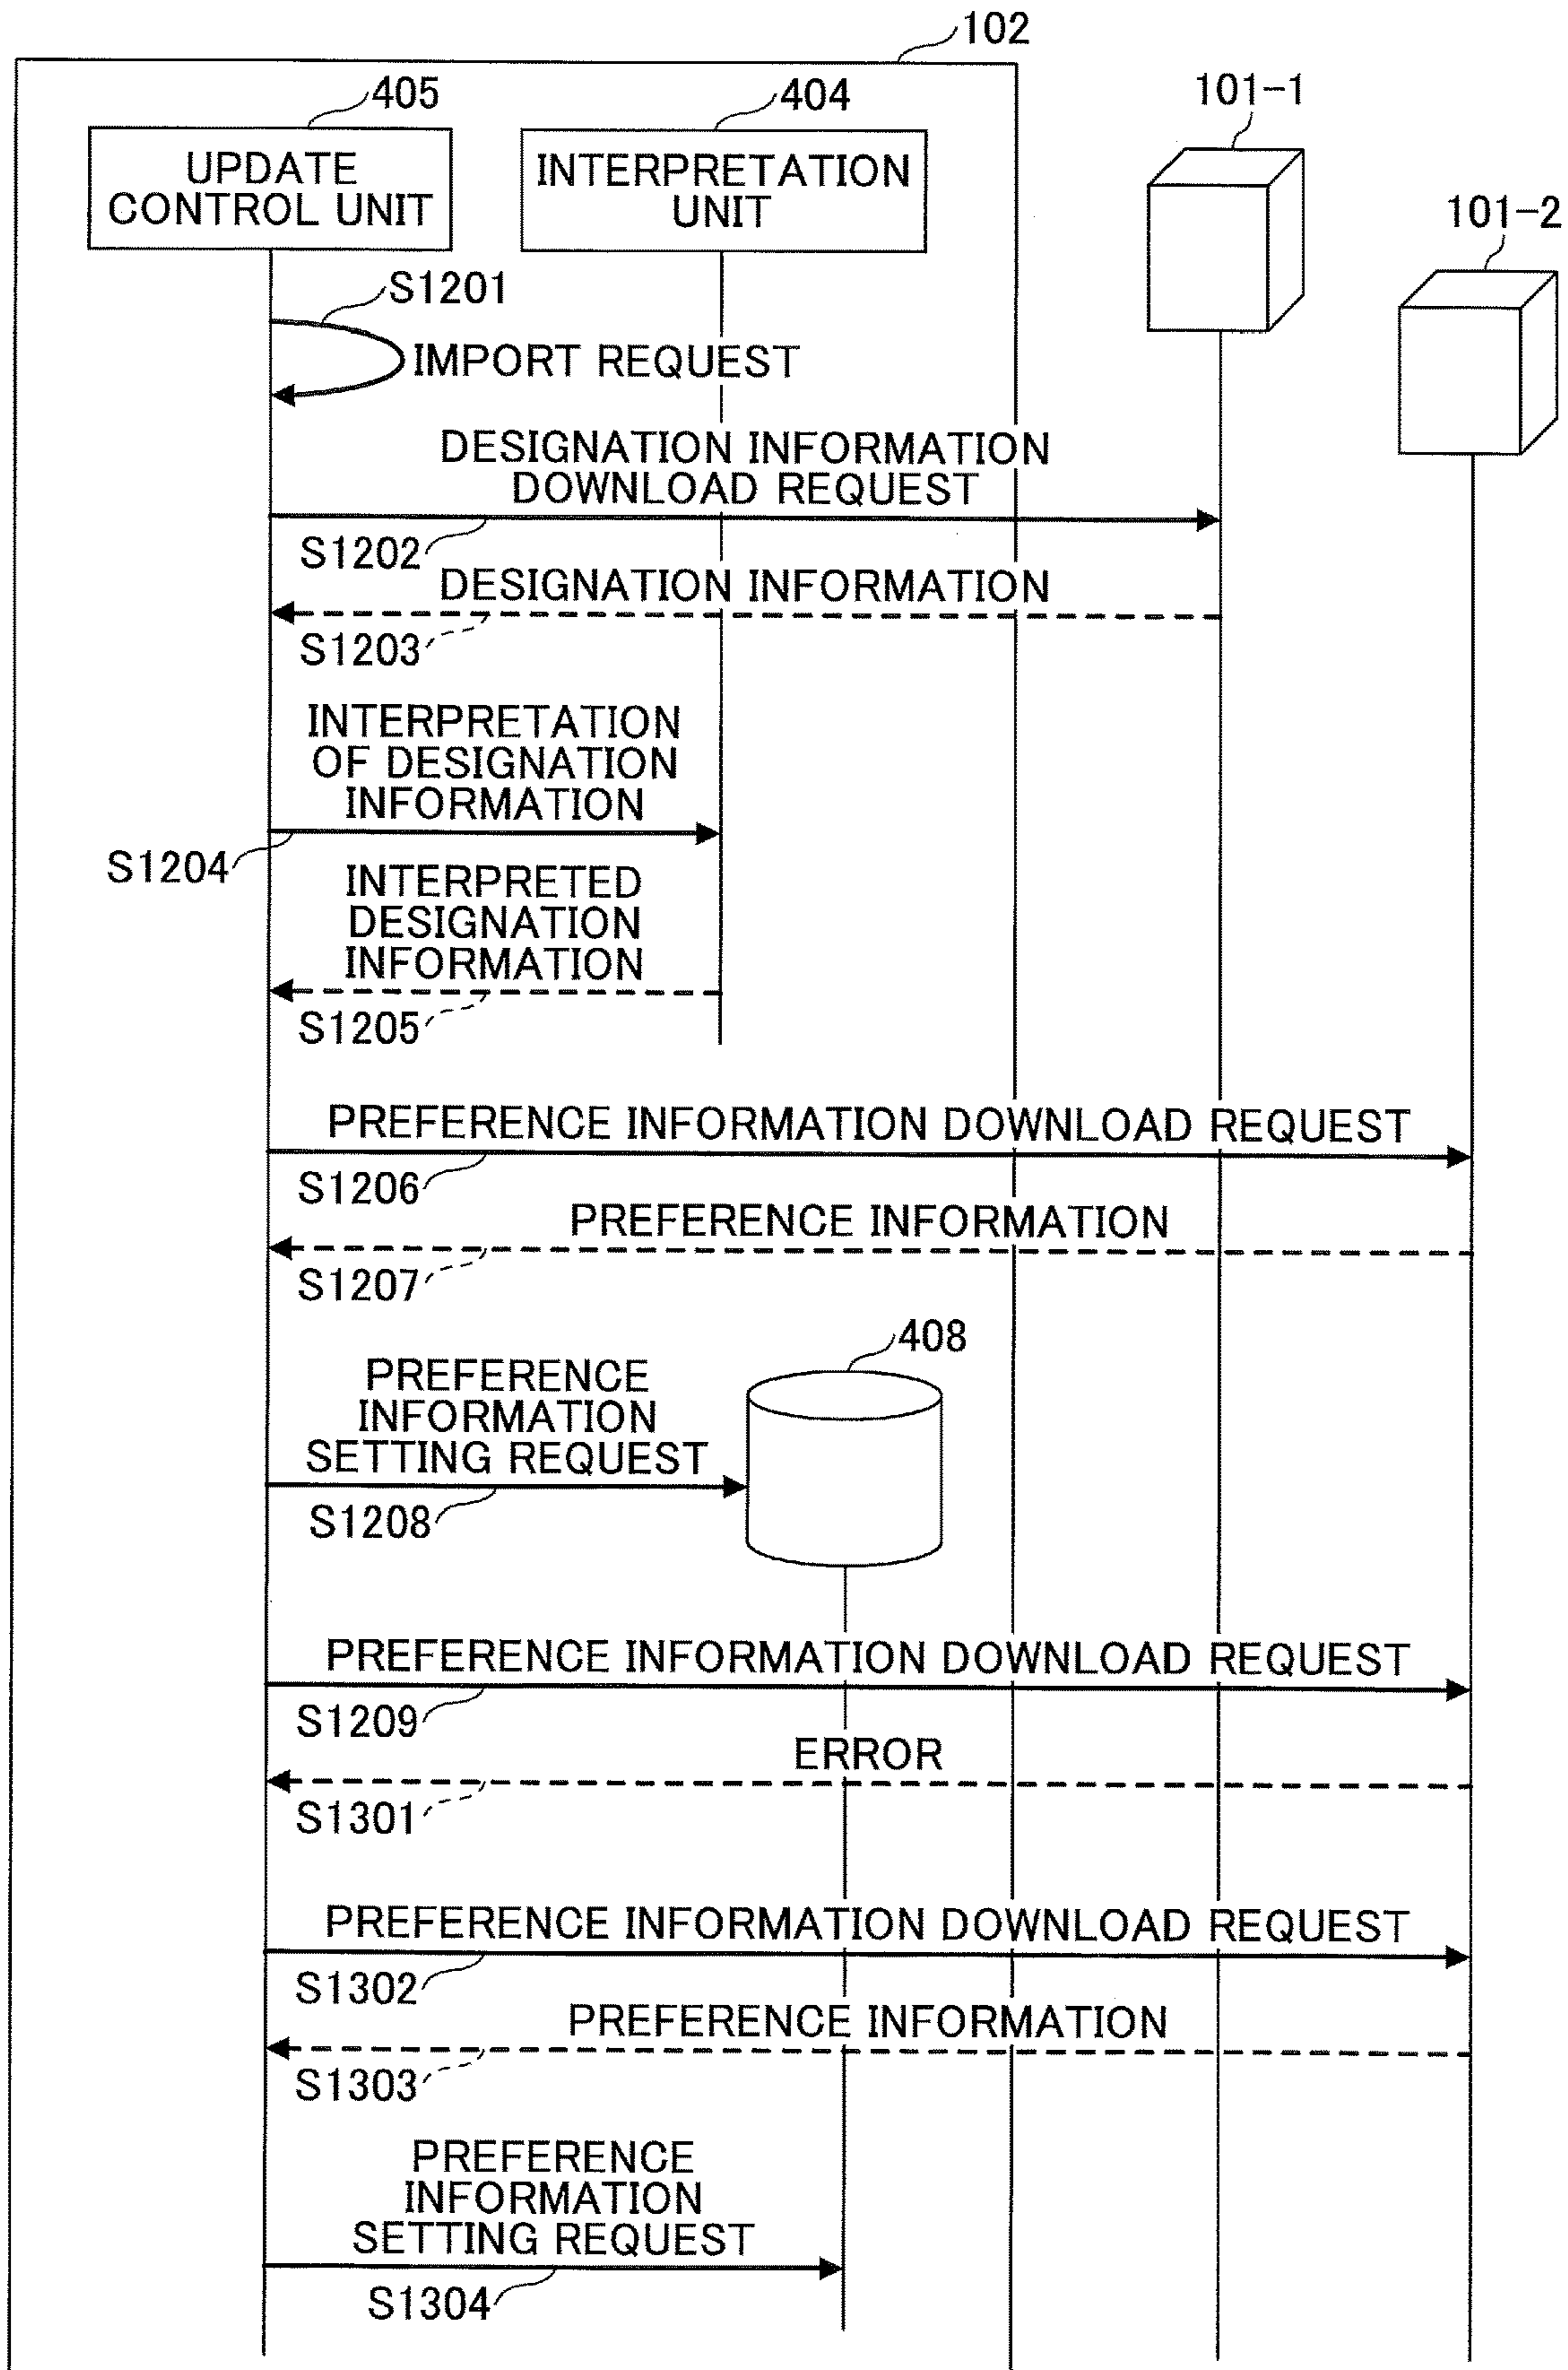 102
405
404
101-1
UPDATE
CONTROL UNIT
INTERPRETATION
UNIT
101-2
S1201
IMPORT REQUEST
DESIGNATION INFORMATION
DOWNLOAD REQUEST
S1202
DESIGNATION INFORMATION
S1203
INTERPRETATION
OF DESIGNATION
INFORMATION
S1204
INTERPRETED
DESIGNATION
INFORMATION
S1205
PREFERENCE INFORMATION DOWNLOAD REQUEST
S1206
PREFERENCE INFORMATION
S1207
408
PREFERENCE
INFORMATION
SETTING REQUEST
S1208
PREFERENCE INFORMATION DOWNLOAD REQUEST
S1209
ERROR
S1301
PREFERENCE INFORMATION DOWNLOAD REQUEST
S1302
PREFERENCE INFORMATION
S1303
PREFERENCE
INFORMATION
SETTING REQUEST
S1304